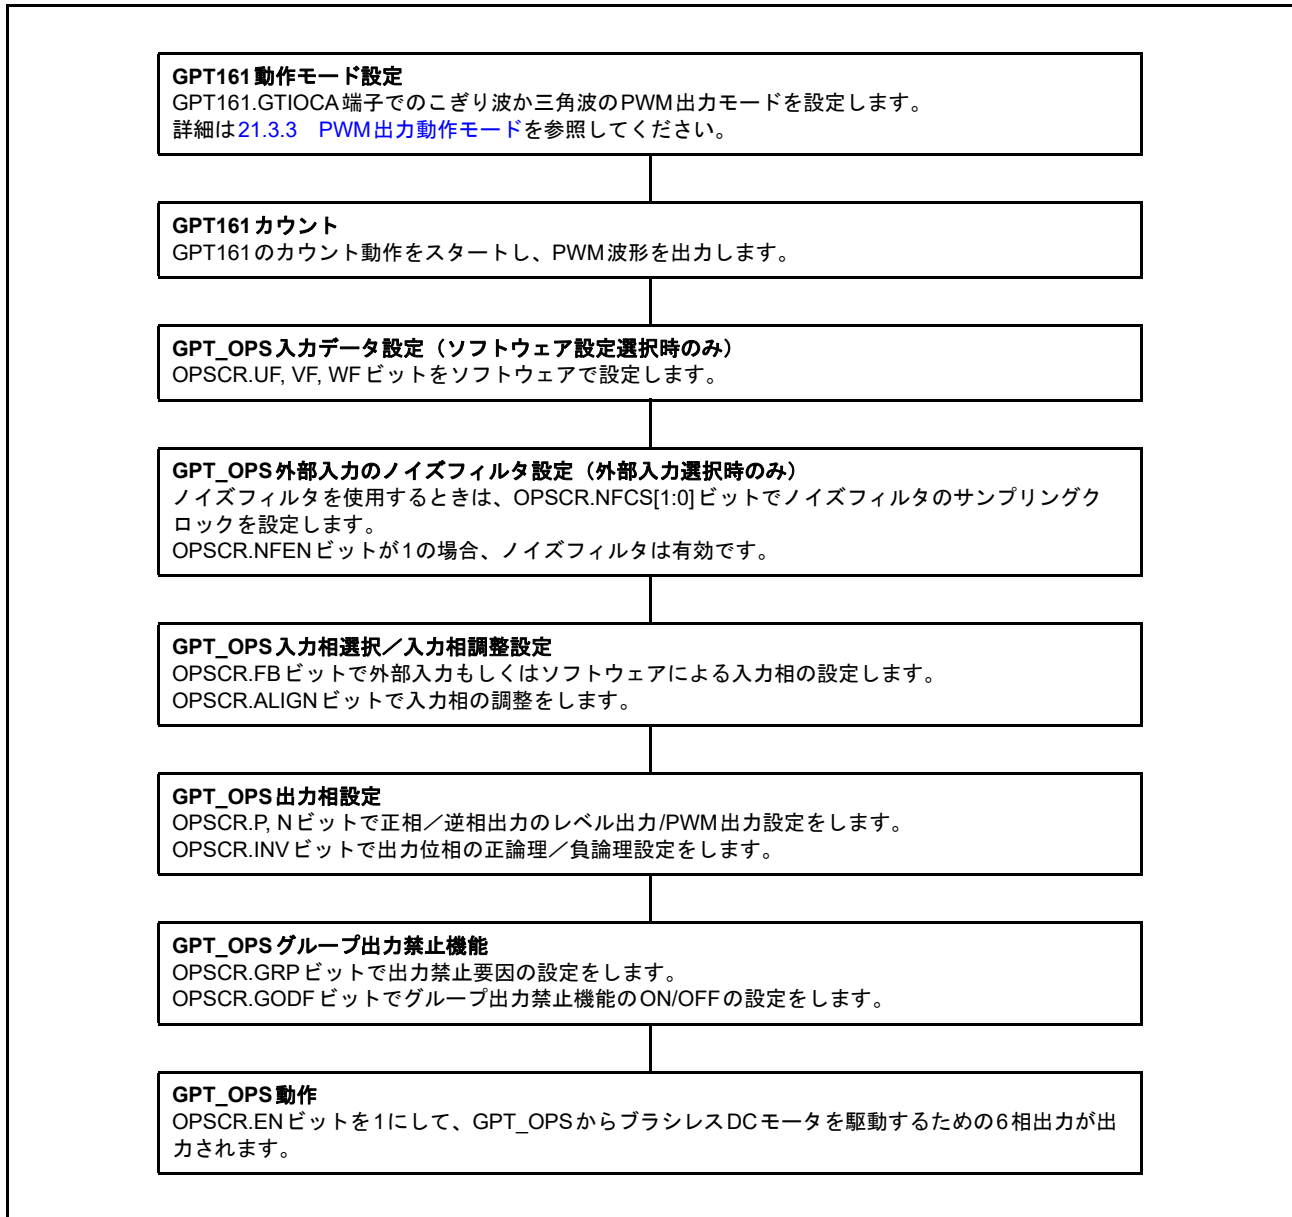 GPT161動作モード設定
GPT161.GTIOCA端子でのこぎり波か三角波のPWM出力モードを設定します。
詳細は21.3.3　PWM出力動作モードを参照してください。
GPT161カウント
GPT161のカウント動作をスタートし、PWM波形を出力します。
GPT_OPS入力データ設定（ソフトウェア設定選択時のみ）
OPSCR.UF, VF, WFビットをソフトウェアで設定します。
GPT_OPS外部入力のノイズフィルタ設定（外部入力選択時のみ）
ノイズフィルタを使用するときは、OPSCR.NFCS[1:0]ビットでノイズフィルタのサンプリングク
ロックを設定します。
OPSCR.NFENビットが1の場合、ノイズフィルタは有効です。
GPT_OPS入力相選択／入力相調整設定
OPSCR.FBビットで外部入力もしくはソフトウェアによる入力相の設定します。
OPSCR.ALIGNビットで入力相の調整をします。
GPT_OPS出力相設定
OPSCR.P, Nビットで正相／逆相出力のレベル出力/PWM出力設定をします。
OPSCR.INVビットで出力位相の正論理／負論理設定をします。
GPT_OPSグループ出力禁止機能
OPSCR.GRPビットで出力禁止要因の設定をします。
OPSCR.GODFビットでグループ出力禁止機能のON/OFFの設定をします。
GPT_OPS動作
OPSCR.ENビットを1にして、GPT_OPSからブラシレスDCモータを駆動するための6相出力が出
力されます。